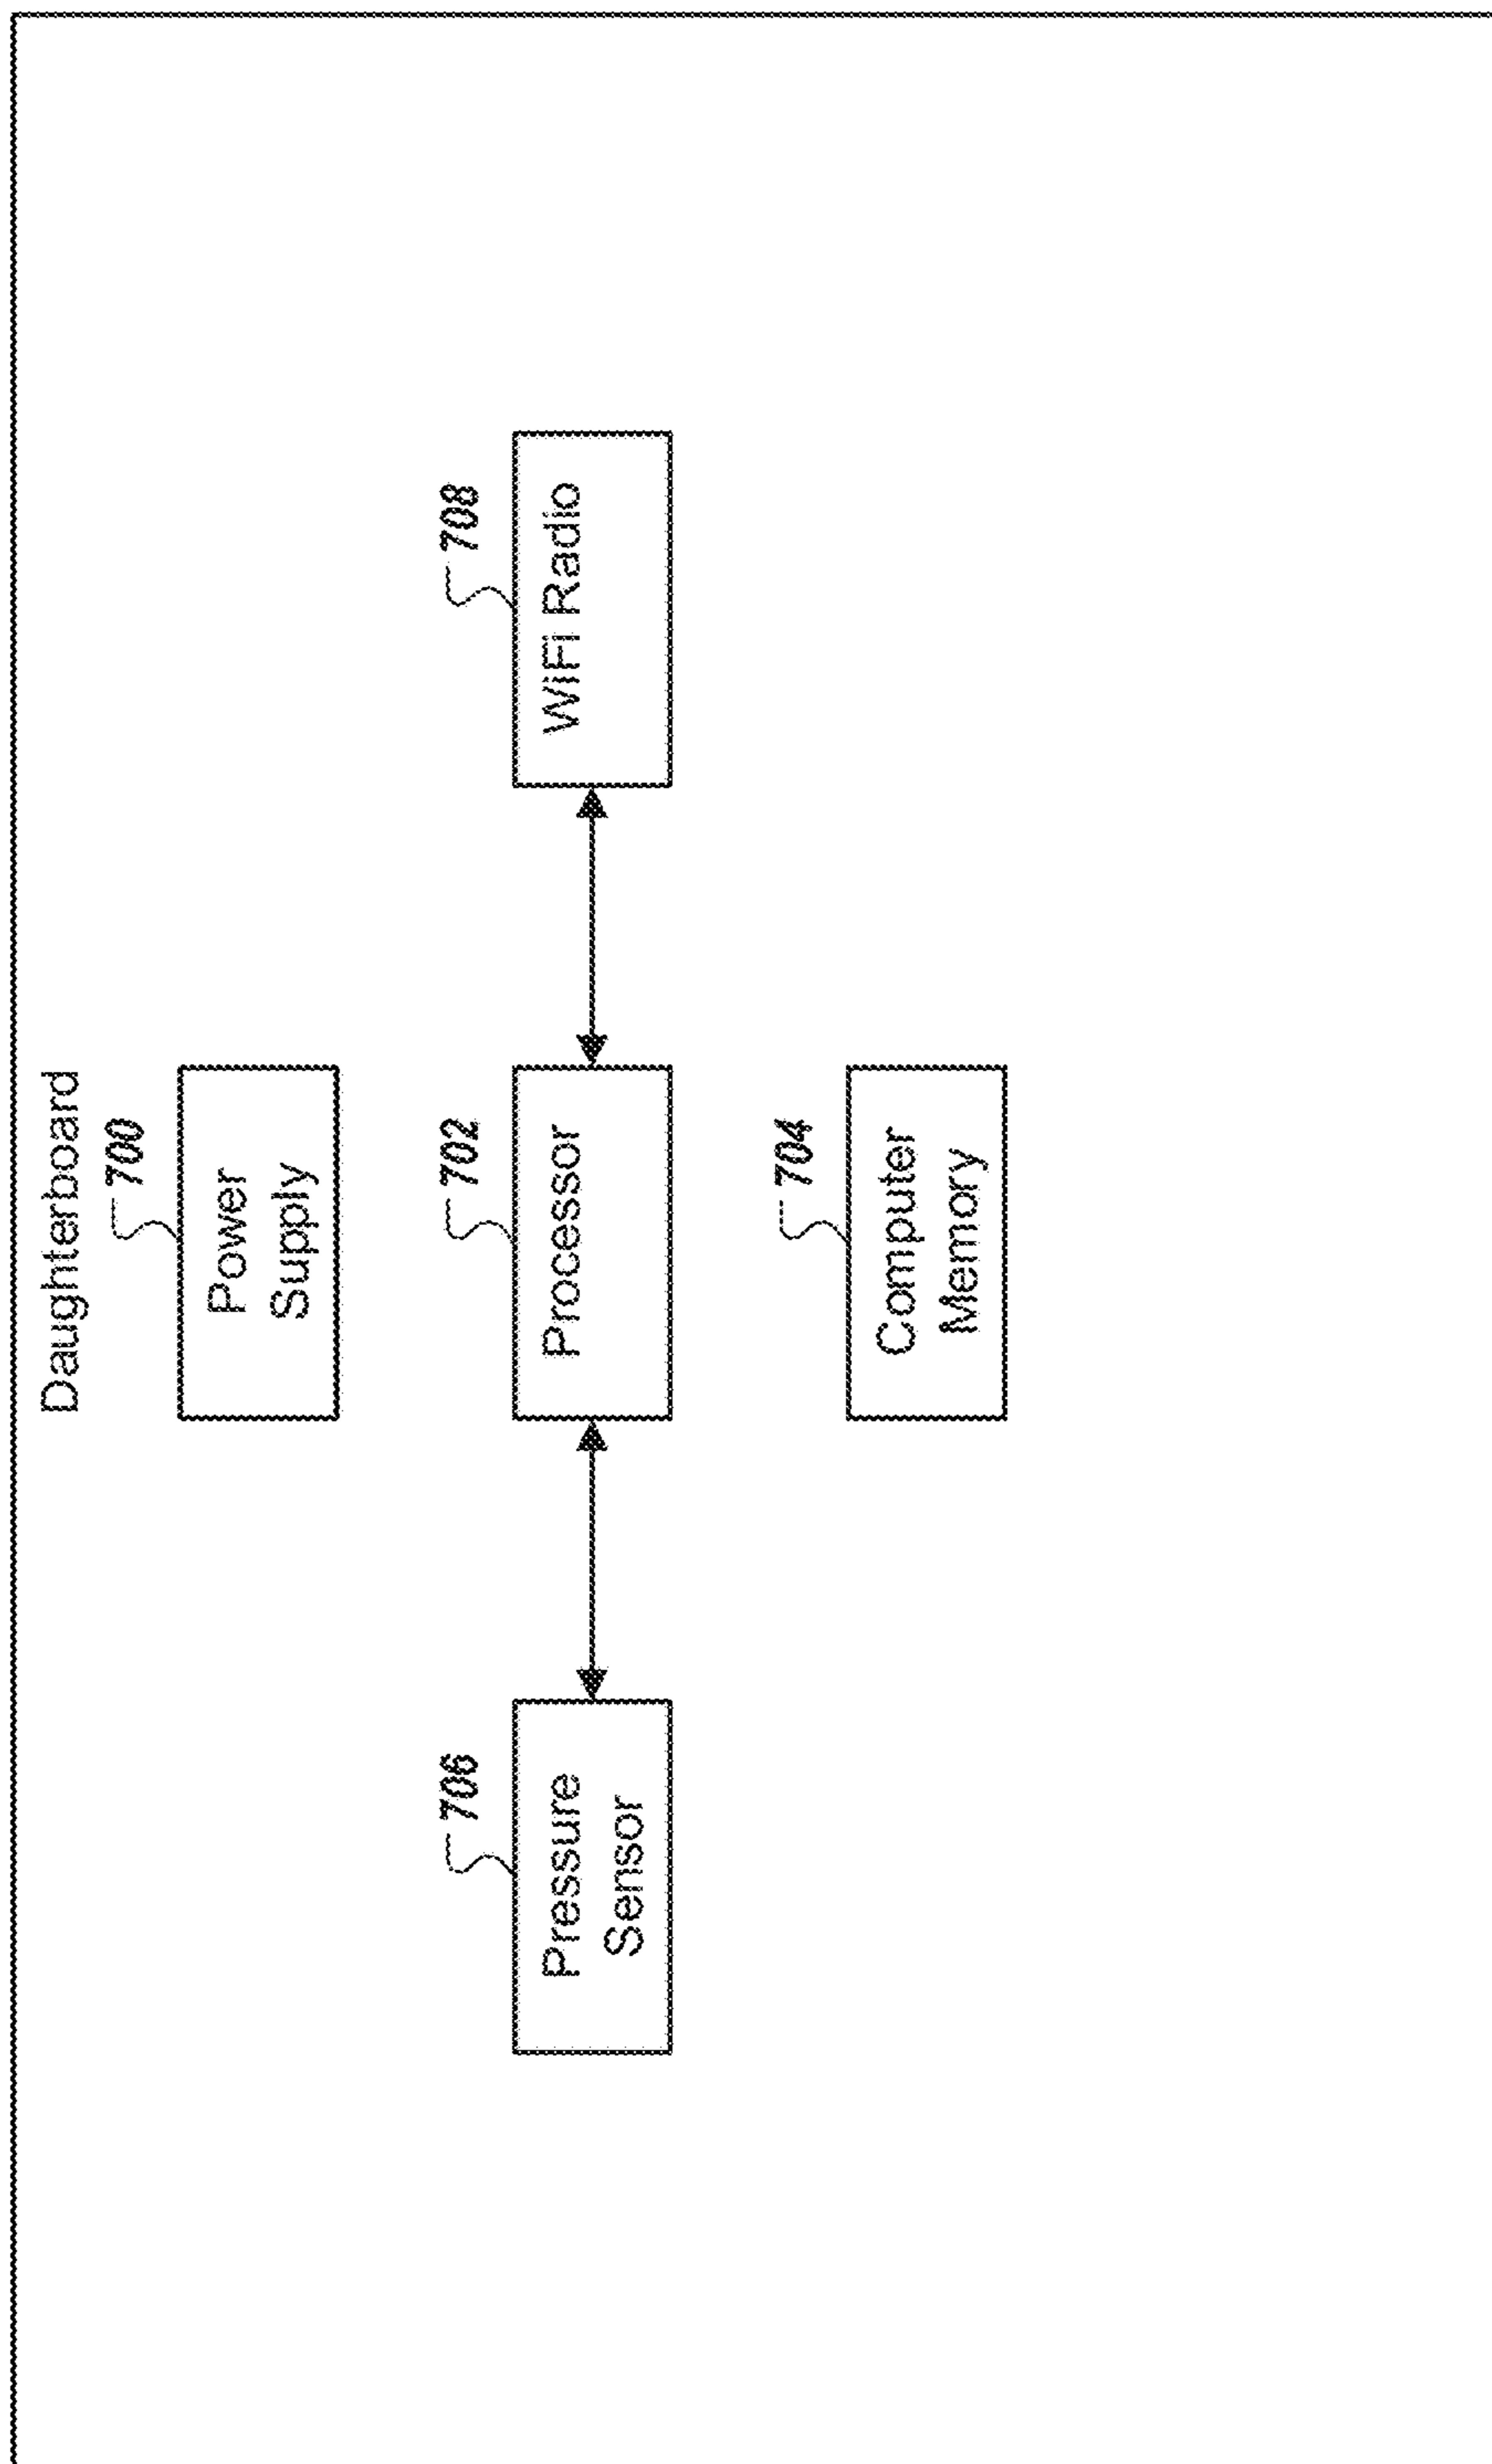 Daughterboard
700
Power
Supply
706
Pressure
Sensor
702
Processor
708
WiFi Radio
704
Computer
Memory